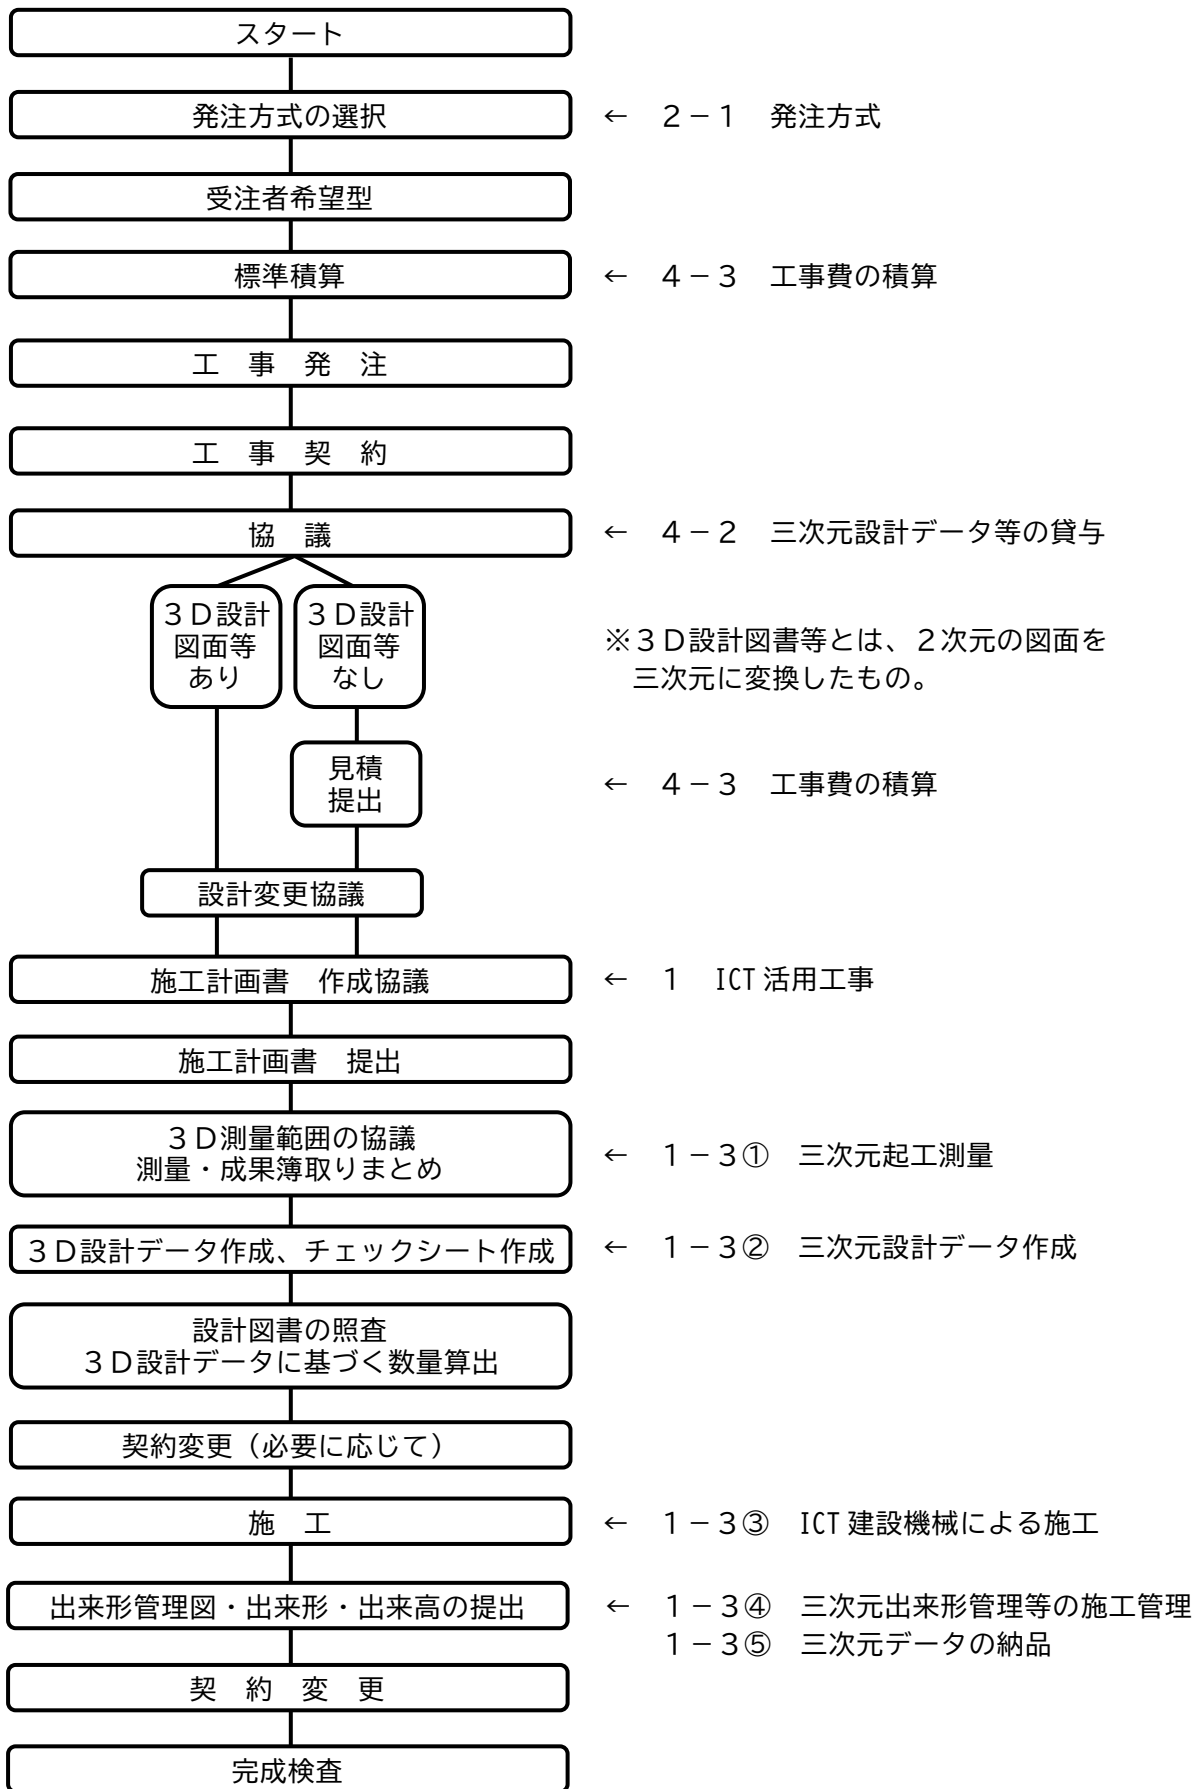 スタート
発注方式の選択
← 2－1 発注方式
受注者希望型
標準積算
← 4－3 工事費の積算
工 事 発 注
工 事 契 約
協 議
← 4－2 三次元設計データ等の貸与
3D設計
図面等
あり
3D設計
図面等
なし
※3D設計図書等とは、2次元の図面を
三次元に変換したもの。
見積
提出
← 4－3 工事費の積算
設計変更協議
施工計画書 作成協議
← 1 ICT活用工事
施工計画書 提出
3D測量範囲の協議
測量・成果簿取りまとめ
← 1－3① 三次元起工測量
3D設計データ作成、チェックシート作成
← 1－3② 三次元設計データ作成
設計図書の照査
3D設計データに基づく数量算出
契約変更（必要に応じて）
施 工
← 1－3③ ICT建設機械による施工
出来形管理図・出来形・出来高の提出
← 1－3④ 三次元出来形管理等の施工管理
1－3⑤ 三次元データの納品
契 約 変 更
完成検査